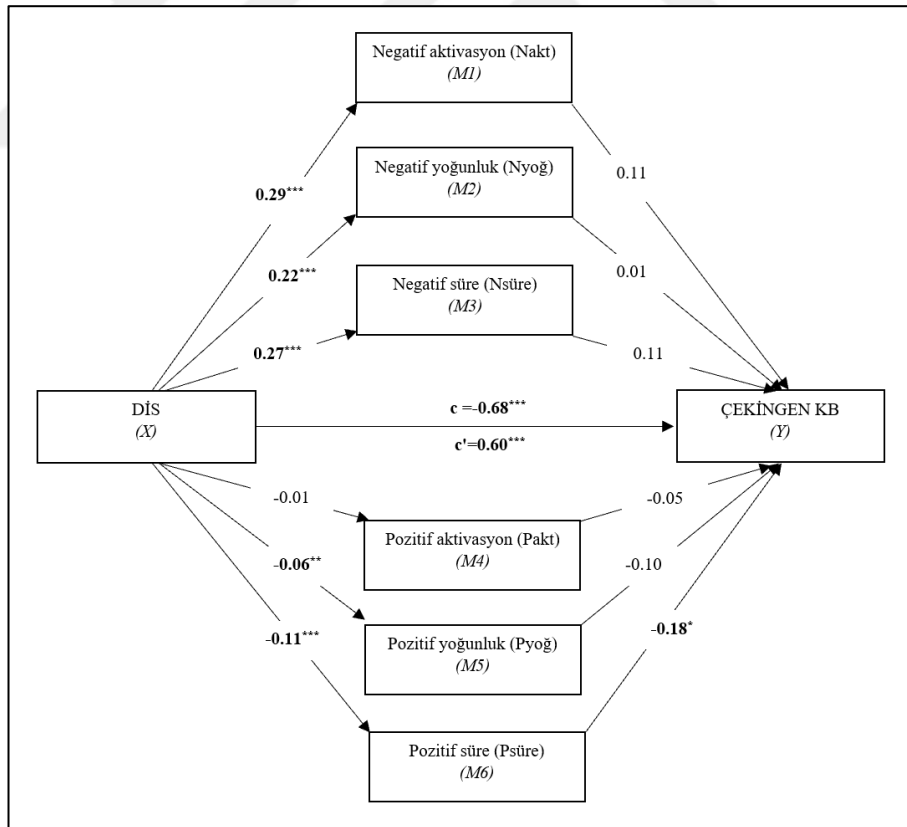 Negatif aktivasyon (Nakt)
(M1)
0.11
Negatif yoğunluk (Nyoğ)
(M2)
0.29***
0.01
0.22***
Negatif süre (Nsüre)
(M3)
0.27***
0.11
DİS
(X)
c =-0.68***
c'=0.60***
ÇEKİNGEN KB
(Y)
-0.01
-0.05
Pozitif aktivasyon (Pakt)
(M4)
-0.06**
-0.10
-0.11***
Pozitif yoğunluk (Pyoğ)
(M5)
-0.18*
Pozitif süre (Psüre)
(M6)